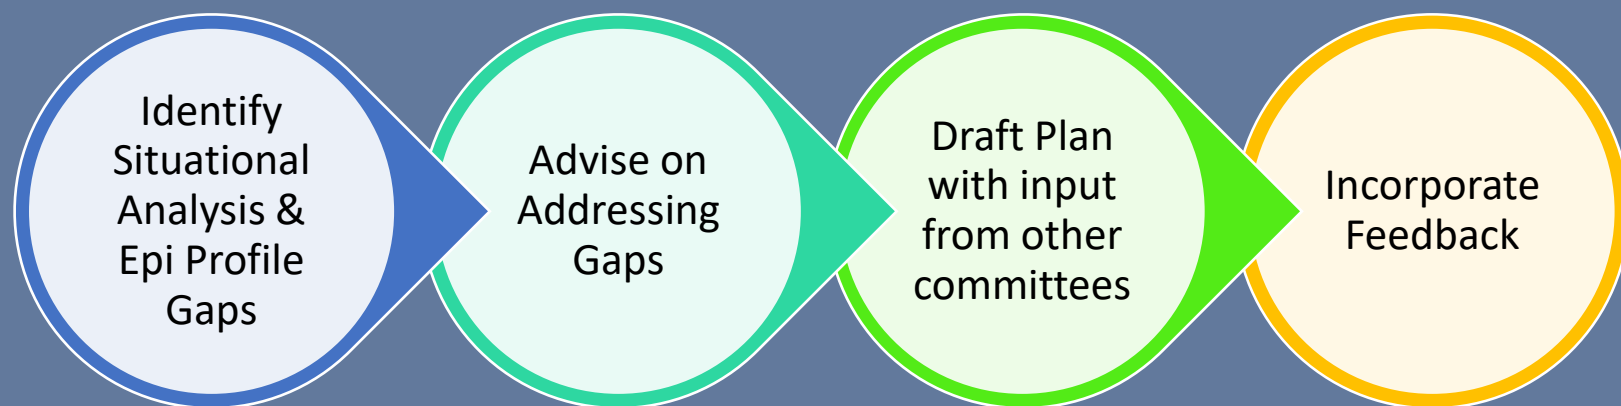 Identify
Situational
Analysis &
Epi Profile
Gaps
Advise on
Addressing
Gaps
Draft Plan
with input
from other
committees
Incorporate
Feedback